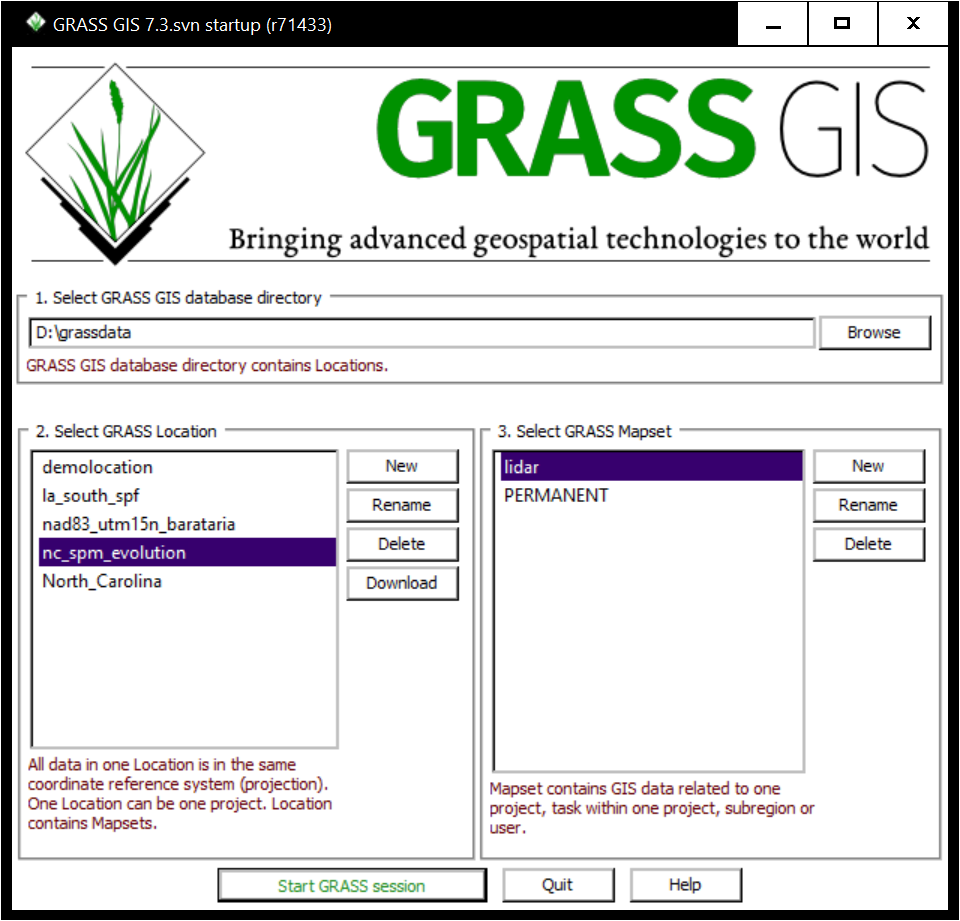 GRASS GIS 7.3.svn startup (r71433)
GRASS GIS
Bringing advanced geospatial technologies to the world
1. Select GRASS GIS database directory
D:\grassdata
Browse
GRASS GIS database directory contains Locations.
2. Select GRASS Location
demolocation
la_south_spf
nad83_utm15n_barataria
nc_spm_evolution
North_Carolina
New
Rename
Delete
Download
All data in one Location is in the same
coordinate reference system (projection).
One Location can be one project. Location
contains Mapsets.
3. Select GRASS Mapset
lidar
PERMANENT
New
Rename
Delete
Mapset contains GIS data related to one
project, task within one project, subregion or
user.
Start GRASS session
Quit
Help